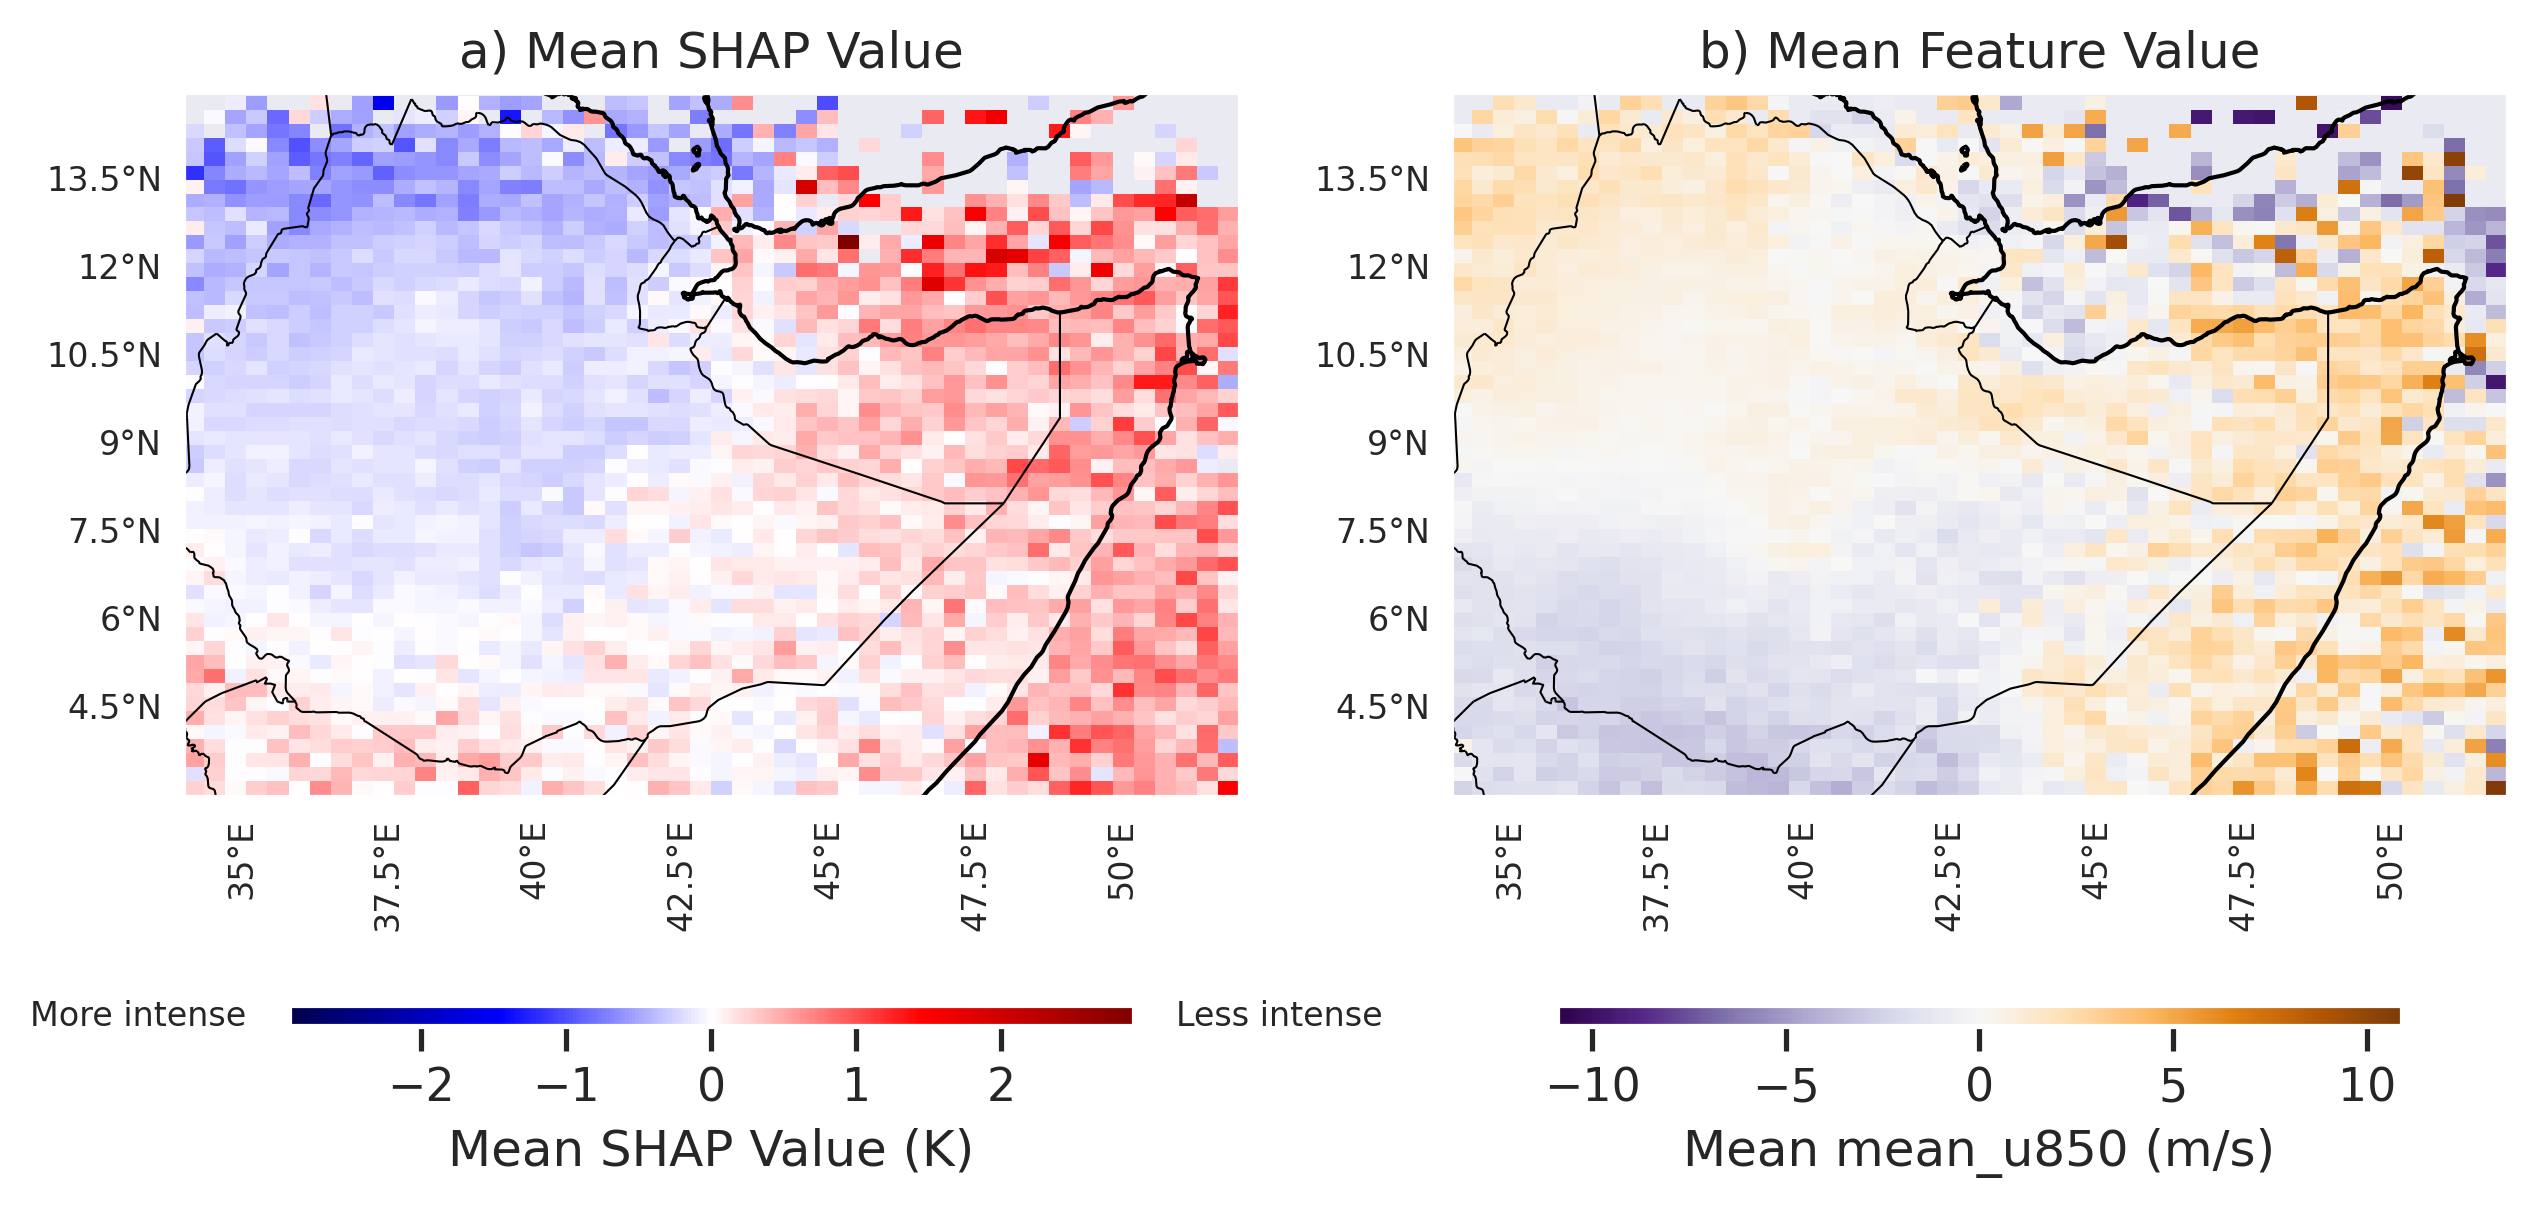 a) Mean SHAP Value
b) Mean Feature Value
13.5°N
12°N
10.5°N
9°N
7.5°N
6°N
4.5°N
35°E
37.5°E
40°E
42.5°E
45°E
47.5°E
50°E
13.5°N
12°N
10.5°N
9°N
7.5°N
6°N
4.5°N
35°E
37.5°E
40°E
42.5°E
45°E
47.5°E
50°E
More intense
Less intense
−2 −1 0 1 2
Mean SHAP Value (K)
−10 −5 0 5 10
Mean mean_u850 (m/s)